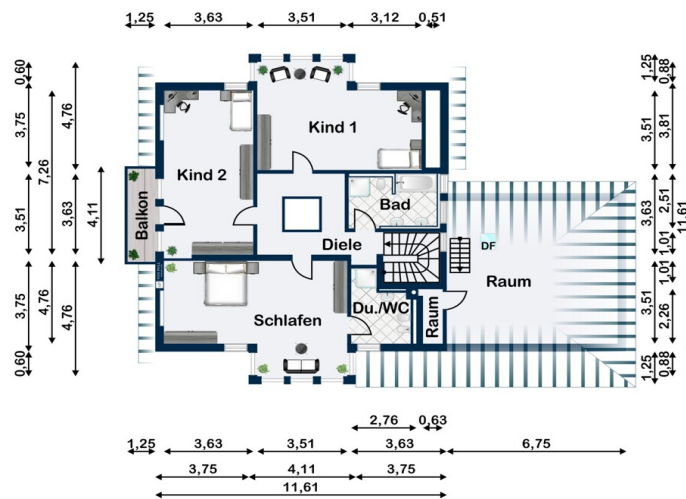 1,25 3,63 3,51 3,12 0,51
0,60
3,75
3,51
3,75
0,60
7,26
4,76
4,76
3,63
4,76
4,11
1,25
0,88
3,51
3,81
3,63
2,51
11,61
1,01
1,01
3,51
2,26
1,25
0,88
Kind 1
Kind 2
Balkon
Bad
Diele
DF
Raum
Schlafen
Du./WC
Raum
2,76 0,63
1,25 3,63 3,51 3,63 6,75
3,75 4,11 3,75
11,61